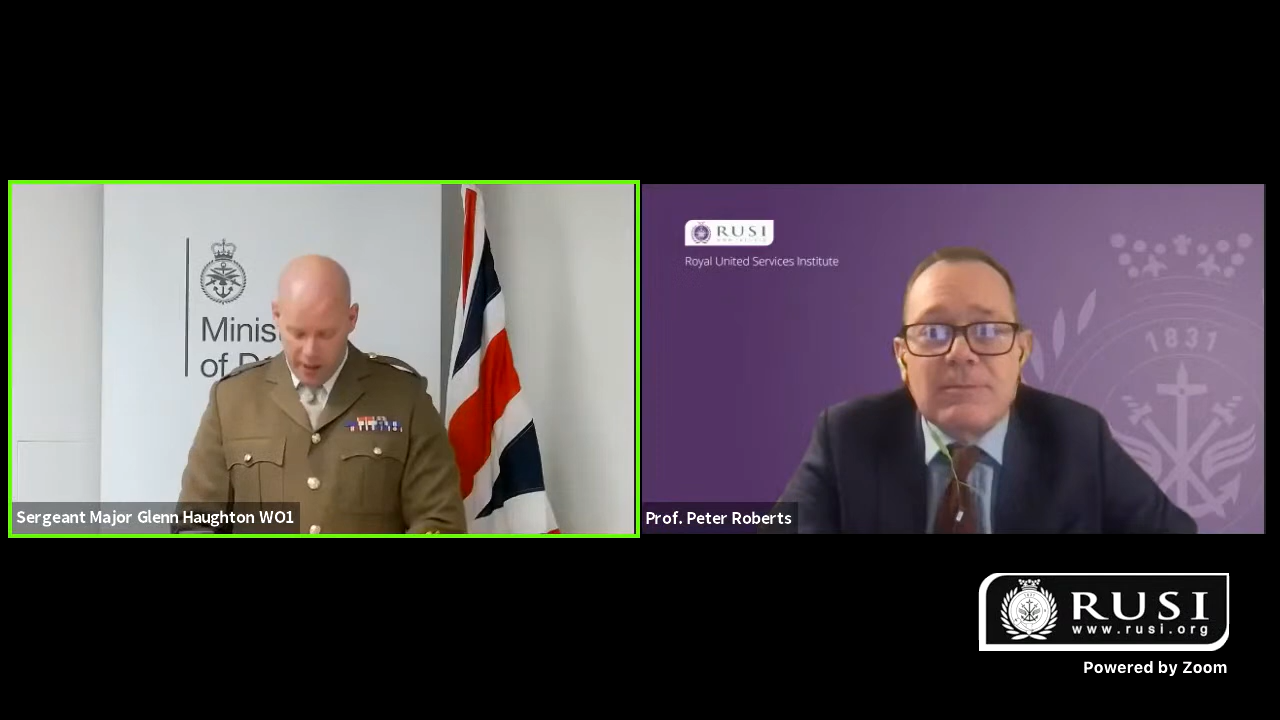 Minis
of D
Sergeant Major Glenn Haughton WO1
RUSI
Royal United Services Institute
1831
Prof. Peter Roberts
RUSI
www.rusi.org
Powered by Zoom